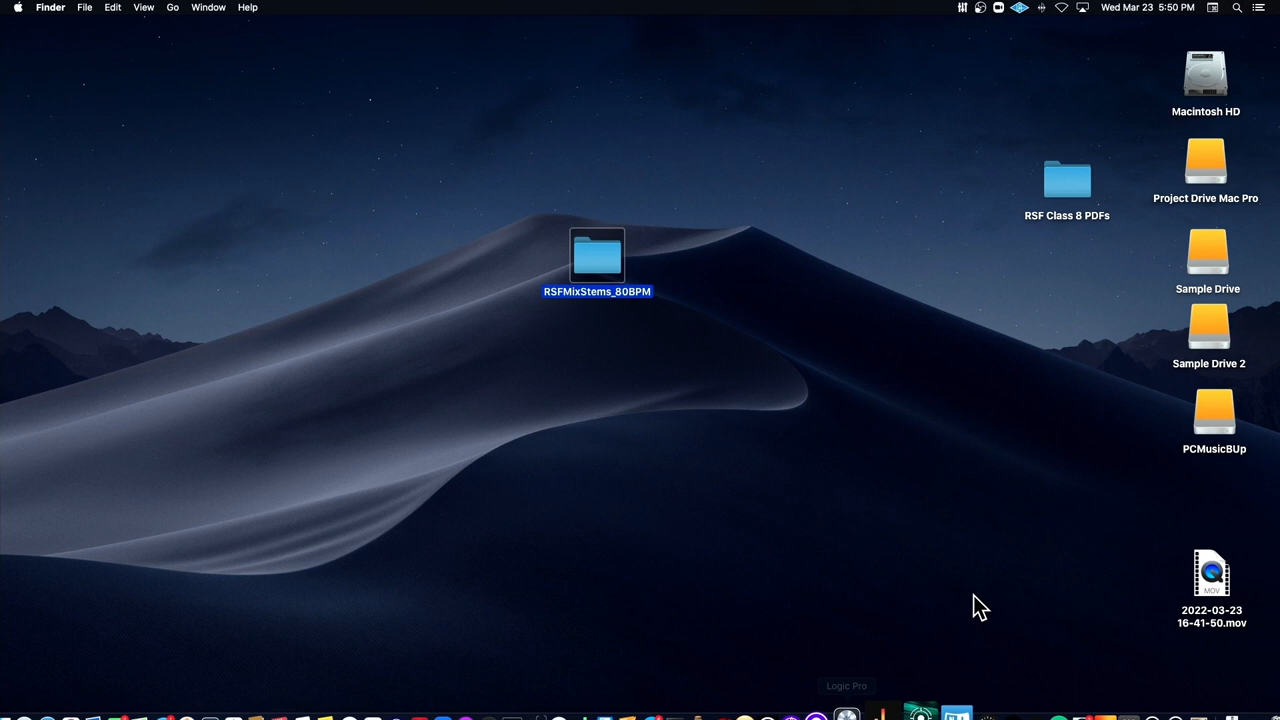 Finder File Edit View Go Window Help
Wed Mar 23 5:50 PM
Macintosh HD
Project Drive Mac Pro
RSF Class 8 PDFs
Sample Drive
RSFMixStems_80BPM
Sample Drive 2
PCMusicBUp
MOV
2022-03-23
16-41-50.mov
Logic Pro